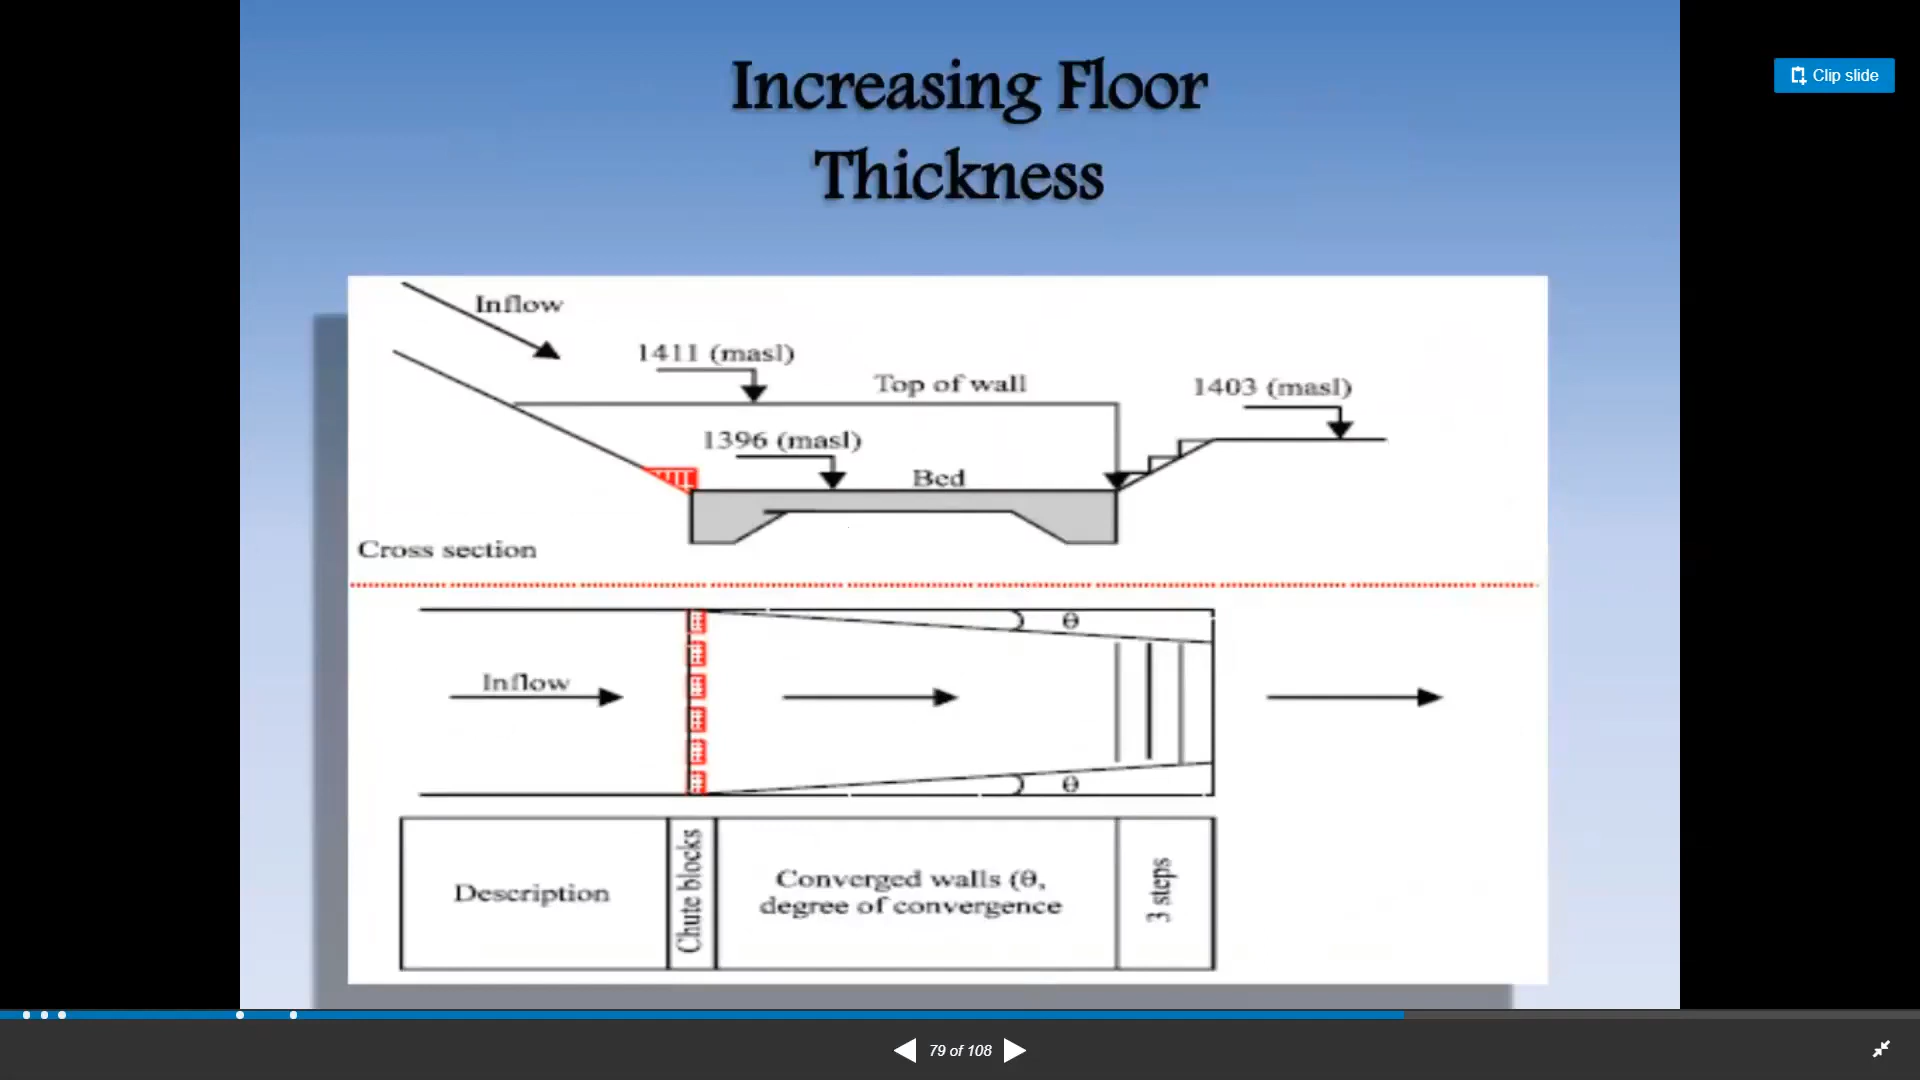 Increasing Floor
Thickness
Clip slide
Inflow
1411 (masl)
Top of wall
1403 (masl)
1396 (masl)
Bed
Cross section
θ
Inflow
θ
Description
Chute blocks
Converged walls (θ,
degree of convergence
3 steps
79 of 108